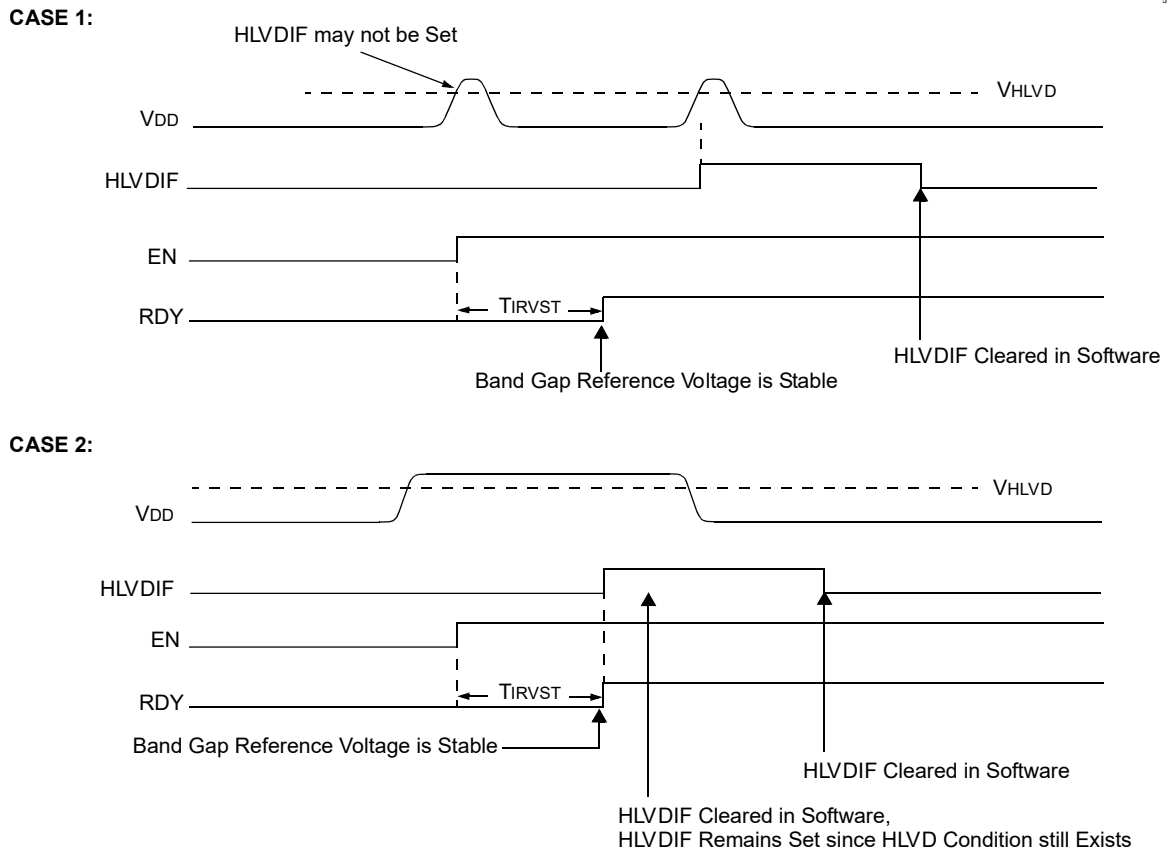 CASE 1:
HLVDIF may not be Set
VHLVD
VDD
HLVDIF
EN
TIRVST
RDY
HLVDIF Cleared in Software
Band Gap Reference Voltage is Stable
CASE 2:
VHLVD
VDD
HLVDIF
EN
TIRVST
RDY
Band Gap Reference Voltage is Stable
HLVDIF Cleared in Software
HLVDIF Cleared in Software,
HLVDIF Remains Set since HLVD Condition still Exists